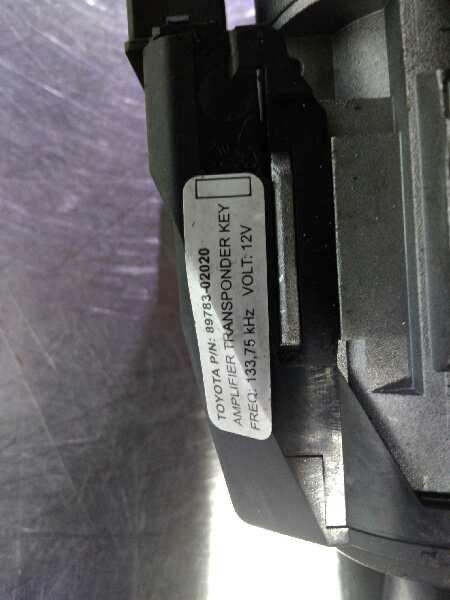 TOYOTA P/N: 89783-02020
AMPLIFIER TRANSPONDER KEY
FREQ: 133,75 kHz VOLT: 12V